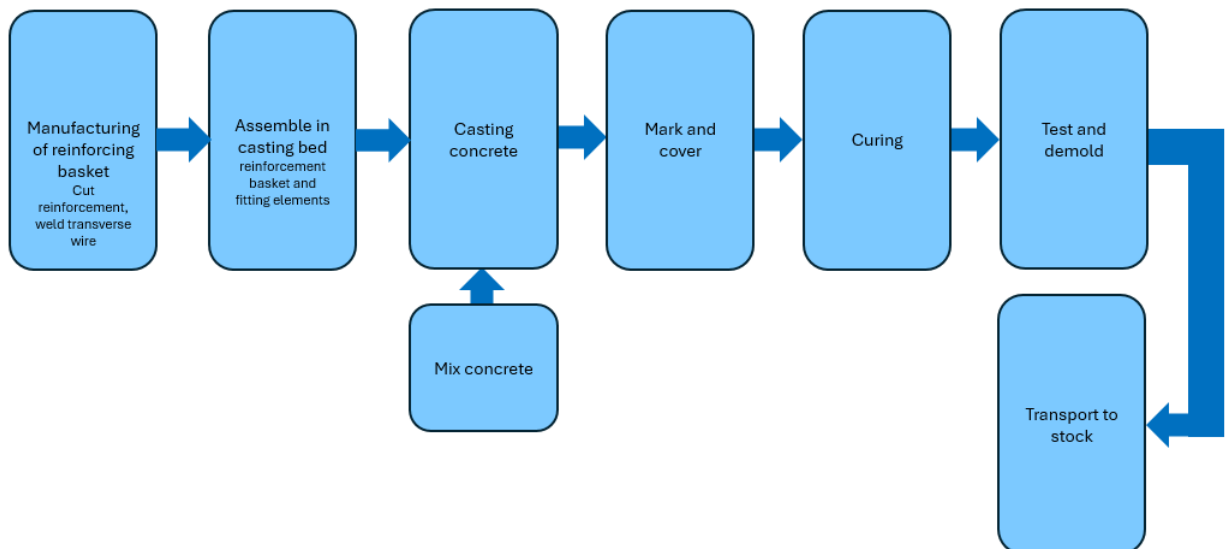 Manufacturing
of reinforcing
basket
Cut
reinforcement,
weld transverse
wire
Assemble in
casting bed
reinforcement
basket and
fitting elements
Casting
concrete
Mark and
cover
Curing
Test and
demold
Mix concrete
Transport to
stock